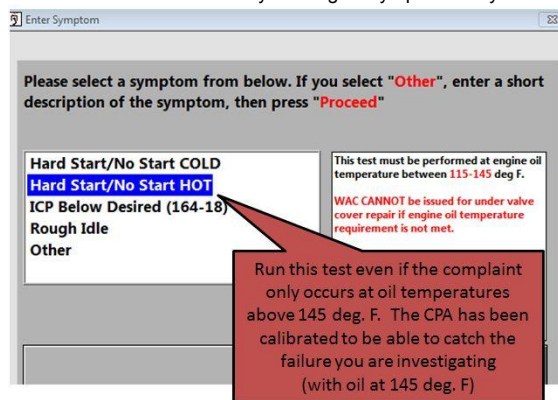 Enter Symptom
Please select a symptom from below. If you select "Other", enter a short
description of the symptom, then press "Proceed"
Hard Start/No Start COLD
Hard Start/No Start HOT
ICP Below Desired (164-18)
Rough Idle
Other
This test must be performed at engine oil
temperature between 115-145 deg F.
WAC CANNOT be issued for under valve
cover repair if engine oil temperature
requirement is not met.
Run this test even if the complaint
only occurs at oil temperatures
above 145 deg. F. The CPA has been
calibrated to be able to catch the
failure you are investigating
(with oil at 145 deg. F)